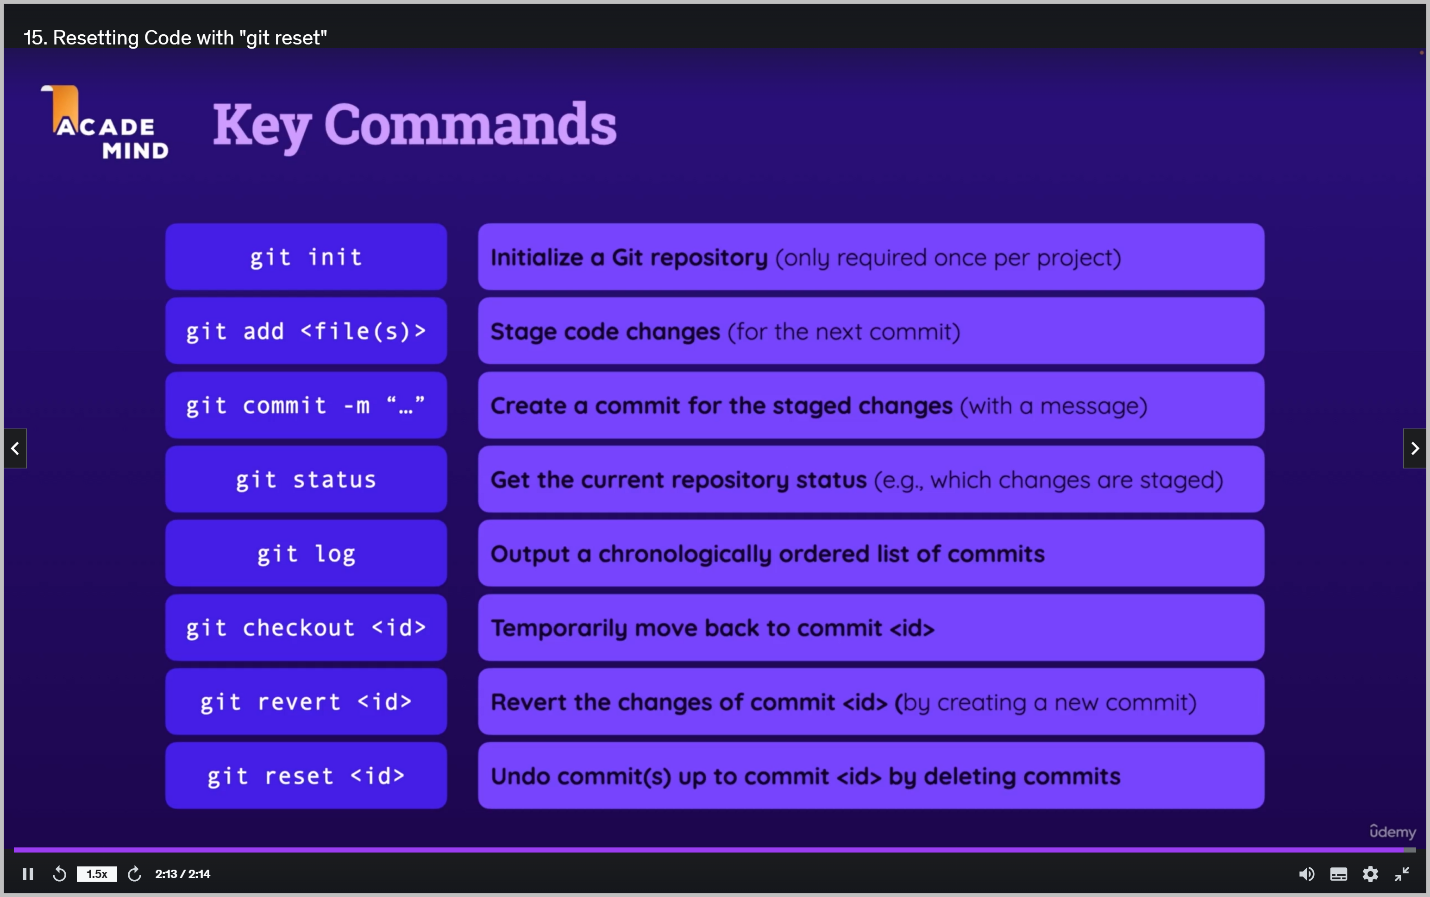 15. Resetting Code with "git reset"
ACADE
MIND
Key Commands
git init
Initialize a Git repository (only required once per project)
git add <file(s)>
Stage code changes (for the next commit)
git commit -m “…”
Create a commit for the staged changes (with a message)
git status
Get the current repository status (e.g., which changes are staged)
git log
Output a chronologically ordered list of commits
git checkout <id>
Temporarily move back to commit <id>
git revert <id>
Revert the changes of commit <id> (by creating a new commit)
git reset <id>
Undo commit(s) up to commit <id> by deleting commits
ûdemy
1.5x
2:13 / 2:14